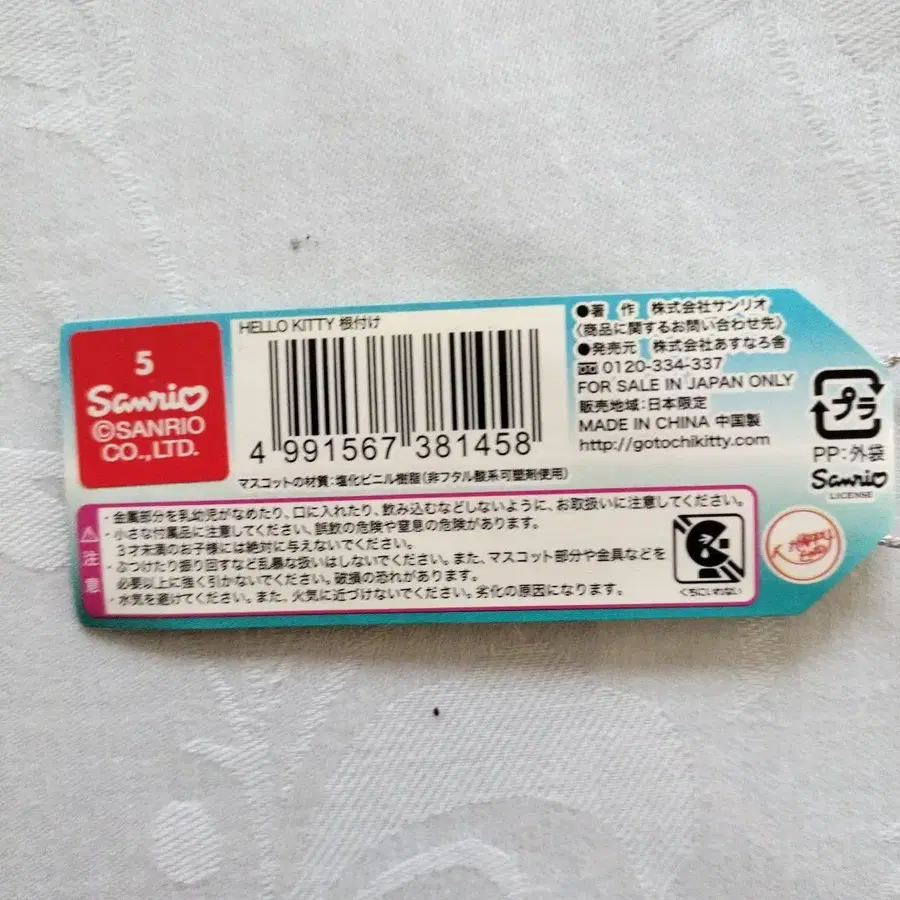 5
Sanrio
©SANRIO
CO.,LTD.
HELLO KITTY 根付け
4 991567 381458
マスコットの材質:塩化ビニル樹脂(非フタル酸系可塑剤使用)
●著 作 株式会社サンリオ
〈商品に関するお問い合わせ先〉
●発売元 株式会社あすなろ舎
0120-334-337
FOR SALE IN JAPAN ONLY
販売地域:日本限定
MADE IN CHINA 中国製
http://gotochikitty.com
プラ
PP:外袋
Sanrio
LICENSE
注意
・金属部分を乳幼児がなめたり、口に入れたり、飲み込むなどしないように、お取扱いに注意してください。
・小さな付属品に注意してください、誤飲の危険や窒息の危険があります。
3才未満のお子様には絶対に与えないでください。
・ぶつけたり振り回すなど乱暴な扱いはしないでください。また、マスコット部分や金具などを
必要以上に強く引かないでください。破損の恐れがあります。
・水気を避けてください。また、火気に近づけないでください。劣化の原因になります。
くちにいれない